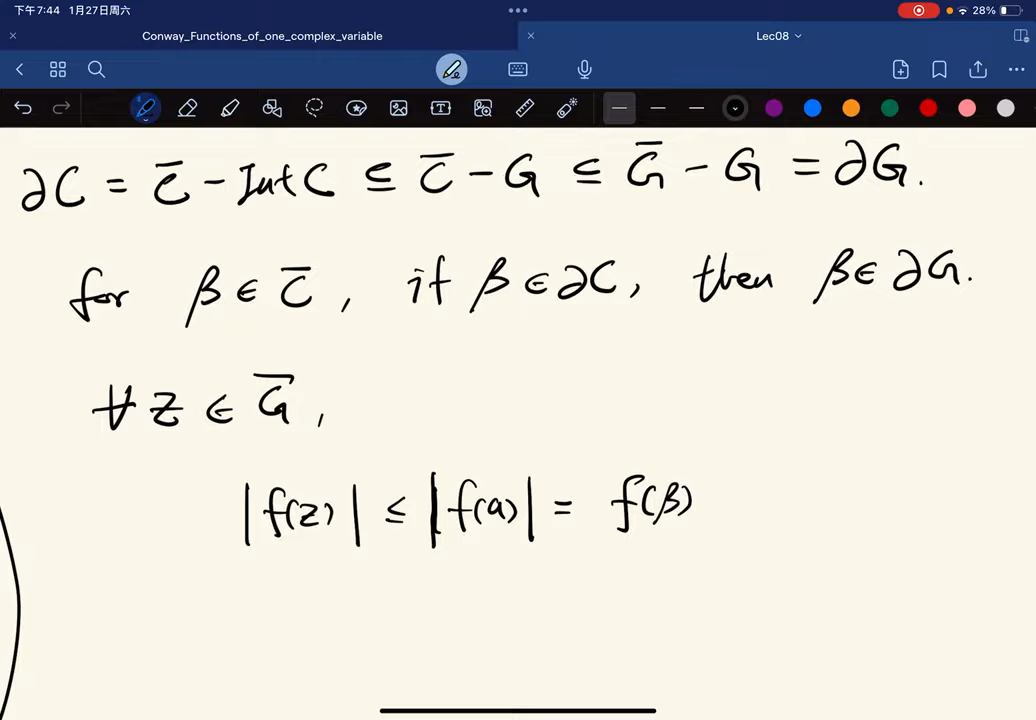 下午7:44 1月27日周六
28%
Conway_Functions_of_one_complex_variable
Lec08
∂C = C̅ - Int C ⊆ C̅ - G ⊆ G̅ - G = ∂G.
for β ∈ C̅, if β ∈ ∂C, then β ∈ ∂G.
∀ z ∈ G̅,
|f(z)| ≤ |f(a)| = f(β)